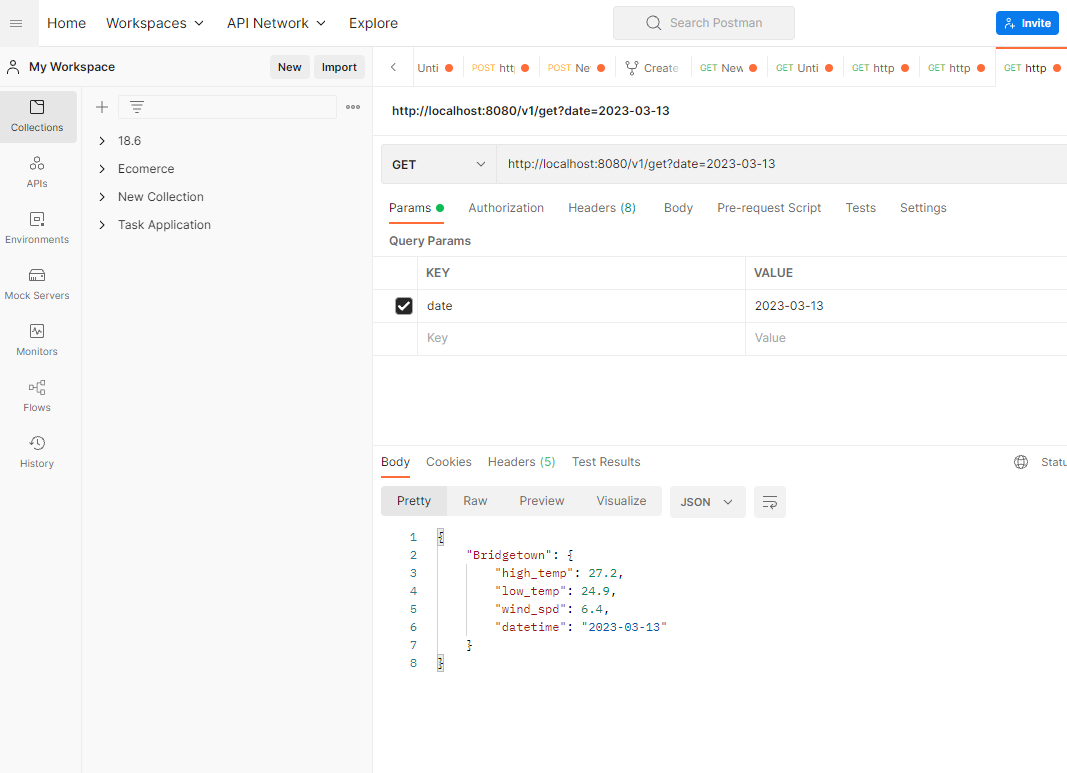 Home Workspaces API Network Explore Search Postman Invite
My Workspace New Import Unti POST htt POST Ne Create GET New GET Unti GET http GET http GET http
Collections
APIs
Environments
Mock Servers
Monitors
Flows
History
18.6
Ecomerce
New Collection
Task Application
http://localhost:8080/v1/get?date=2023-03-13
GET http://localhost:8080/v1/get?date=2023-03-13
Params Authorization Headers (8) Body Pre-request Script Tests Settings
Query Params
KEY VALUE
date 2023-03-13
Key Value
Body Cookies Headers (5) Test Results Statu
Pretty Raw Preview Visualize JSON
1 {
2 "Bridgetown": {
3 "high_temp": 27.2,
4 "low_temp": 24.9,
5 "wind_spd": 6.4,
6 "datetime": "2023-03-13"
7 }
8 }